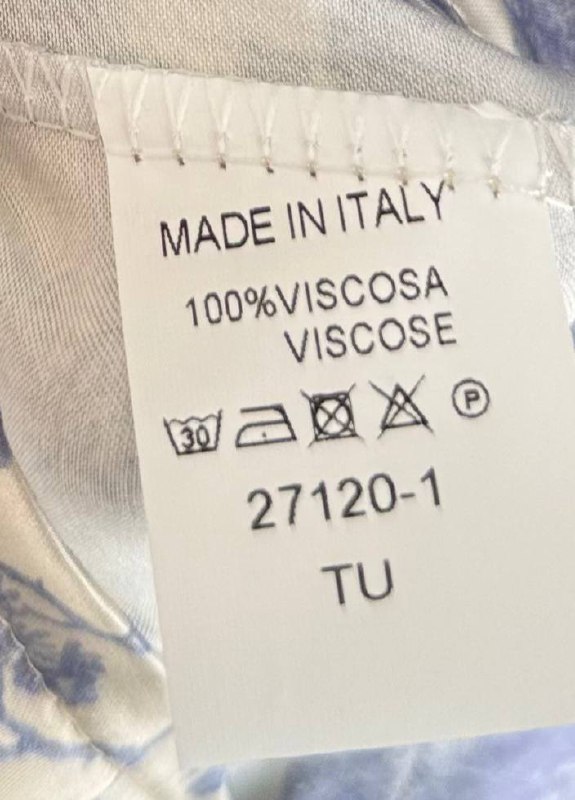 MADE IN ITALY
100%VISCOSA
VISCOSE
30 P
27120-1
TU